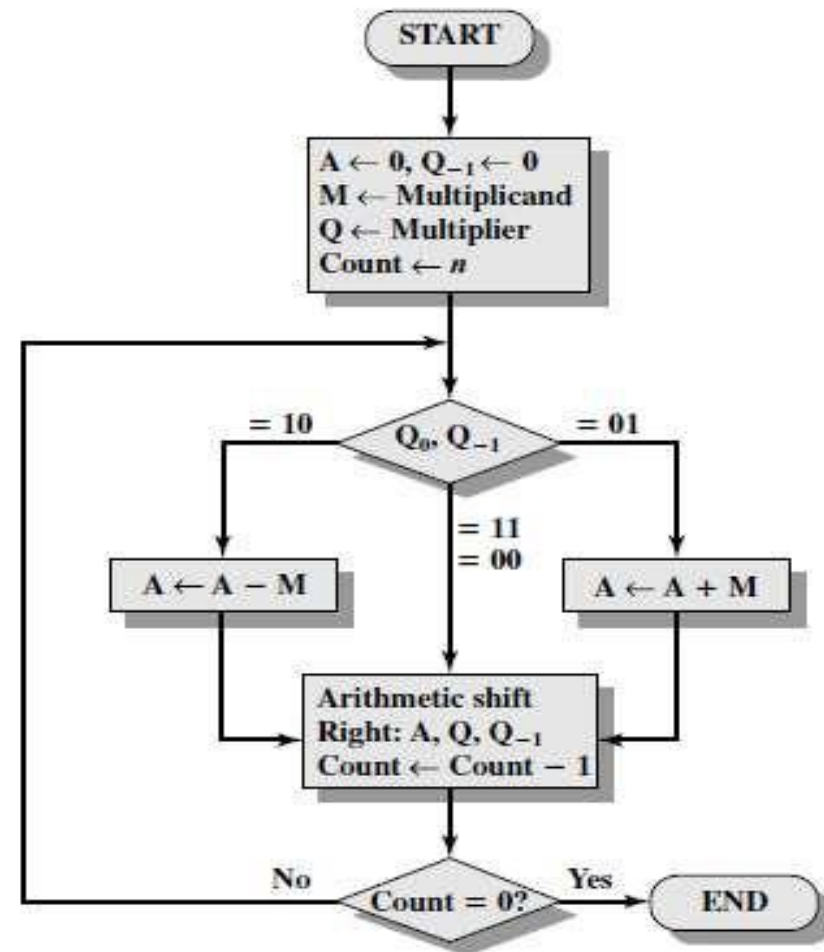 START
A ← 0, Q₋₁ ← 0
M ← Multiplicand
Q ← Multiplier
Count ← n
= 10
Q₀, Q₋₁
= 01
= 11
= 00
A ← A − M
A ← A + M
Arithmetic shift
Right: A, Q, Q₋₁
Count ← Count − 1
No
Count = 0?
Yes
END